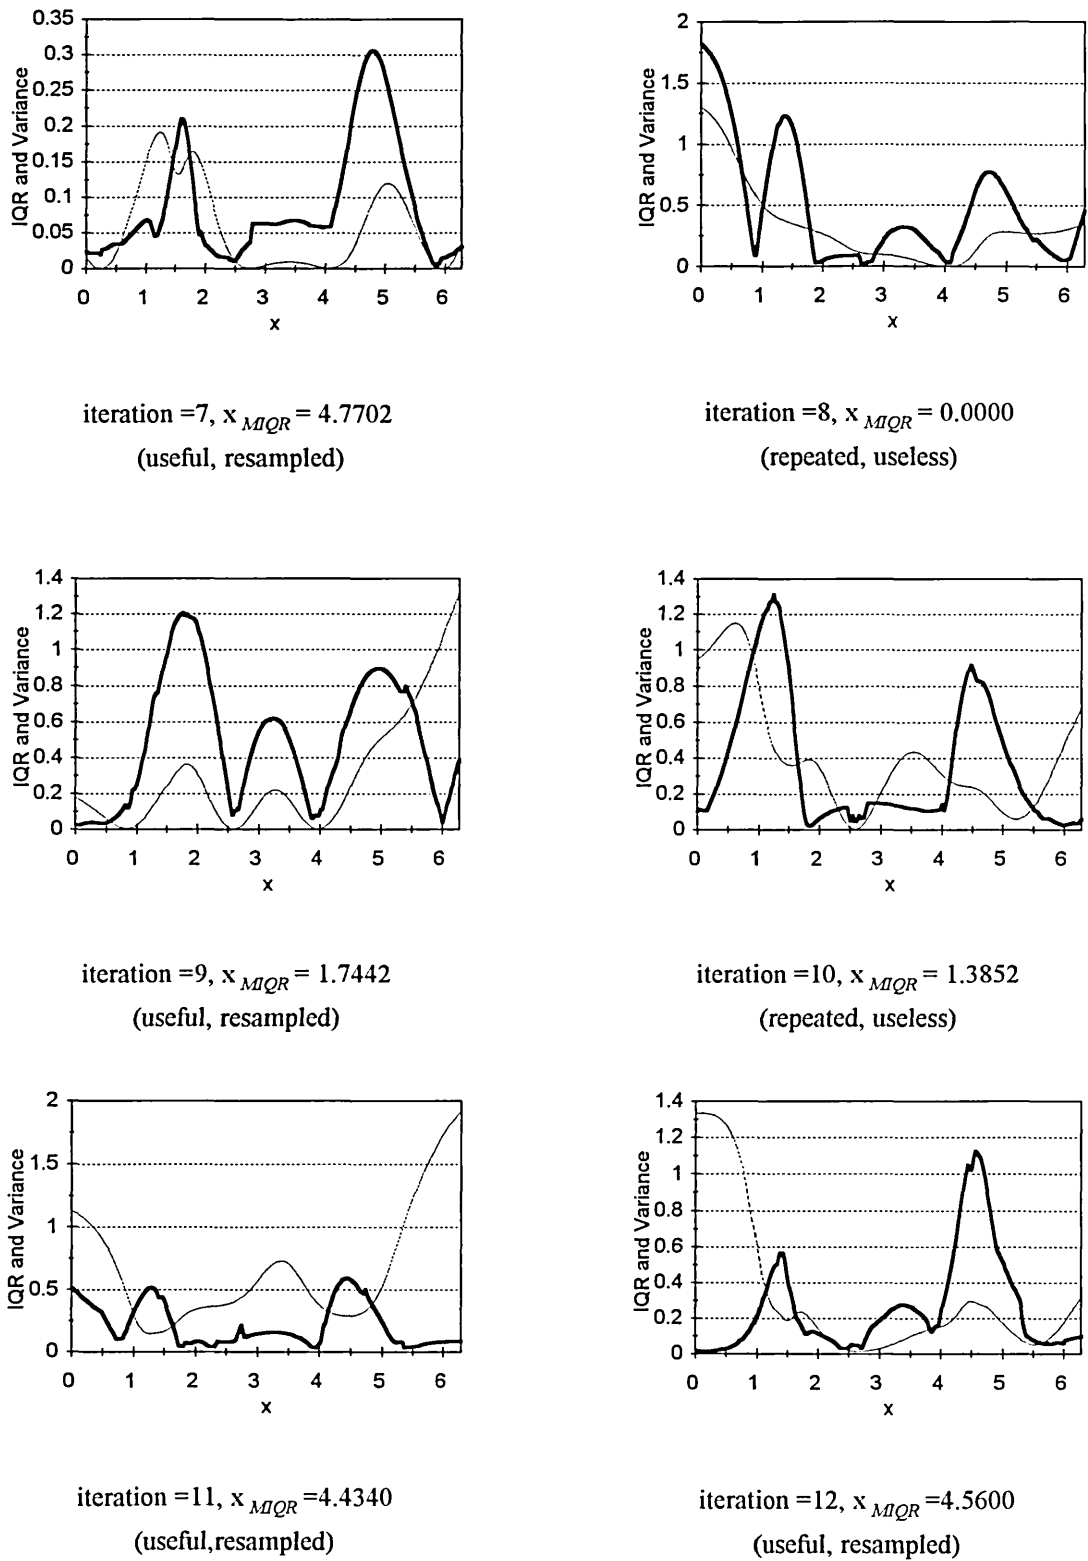 0.35
0.3
0.25
0.2
0.15
0.1
0.05
0
IQR and Variance
0 1 2 3 4 5 6
x
iteration =7, x MIQR = 4.7702
(useful, resampled)
2
1.5
1
0.5
0
IQR and Variance
0 1 2 3 4 5 6
x
iteration =8, x MIQR = 0.0000
(repeated, useless)
1.4
1.2
1
0.8
0.6
0.4
0.2
0
IQR and Variance
0 1 2 3 4 5 6
x
iteration =9, x MIQR = 1.7442
(useful, resampled)
1.4
1.2
1
0.8
0.6
0.4
0.2
0
IQR and Variance
0 1 2 3 4 5 6
x
iteration =10, x MIQR = 1.3852
(repeated, useless)
2
1.5
1
0.5
0
IQR and Variance
0 1 2 3 4 5 6
x
iteration =11, x MIQR =4.4340
(useful,resampled)
1.4
1.2
1
0.8
0.6
0.4
0.2
0
IQR and Variance
0 1 2 3 4 5 6
x
iteration =12, x MIQR =4.5600
(useful, resampled)